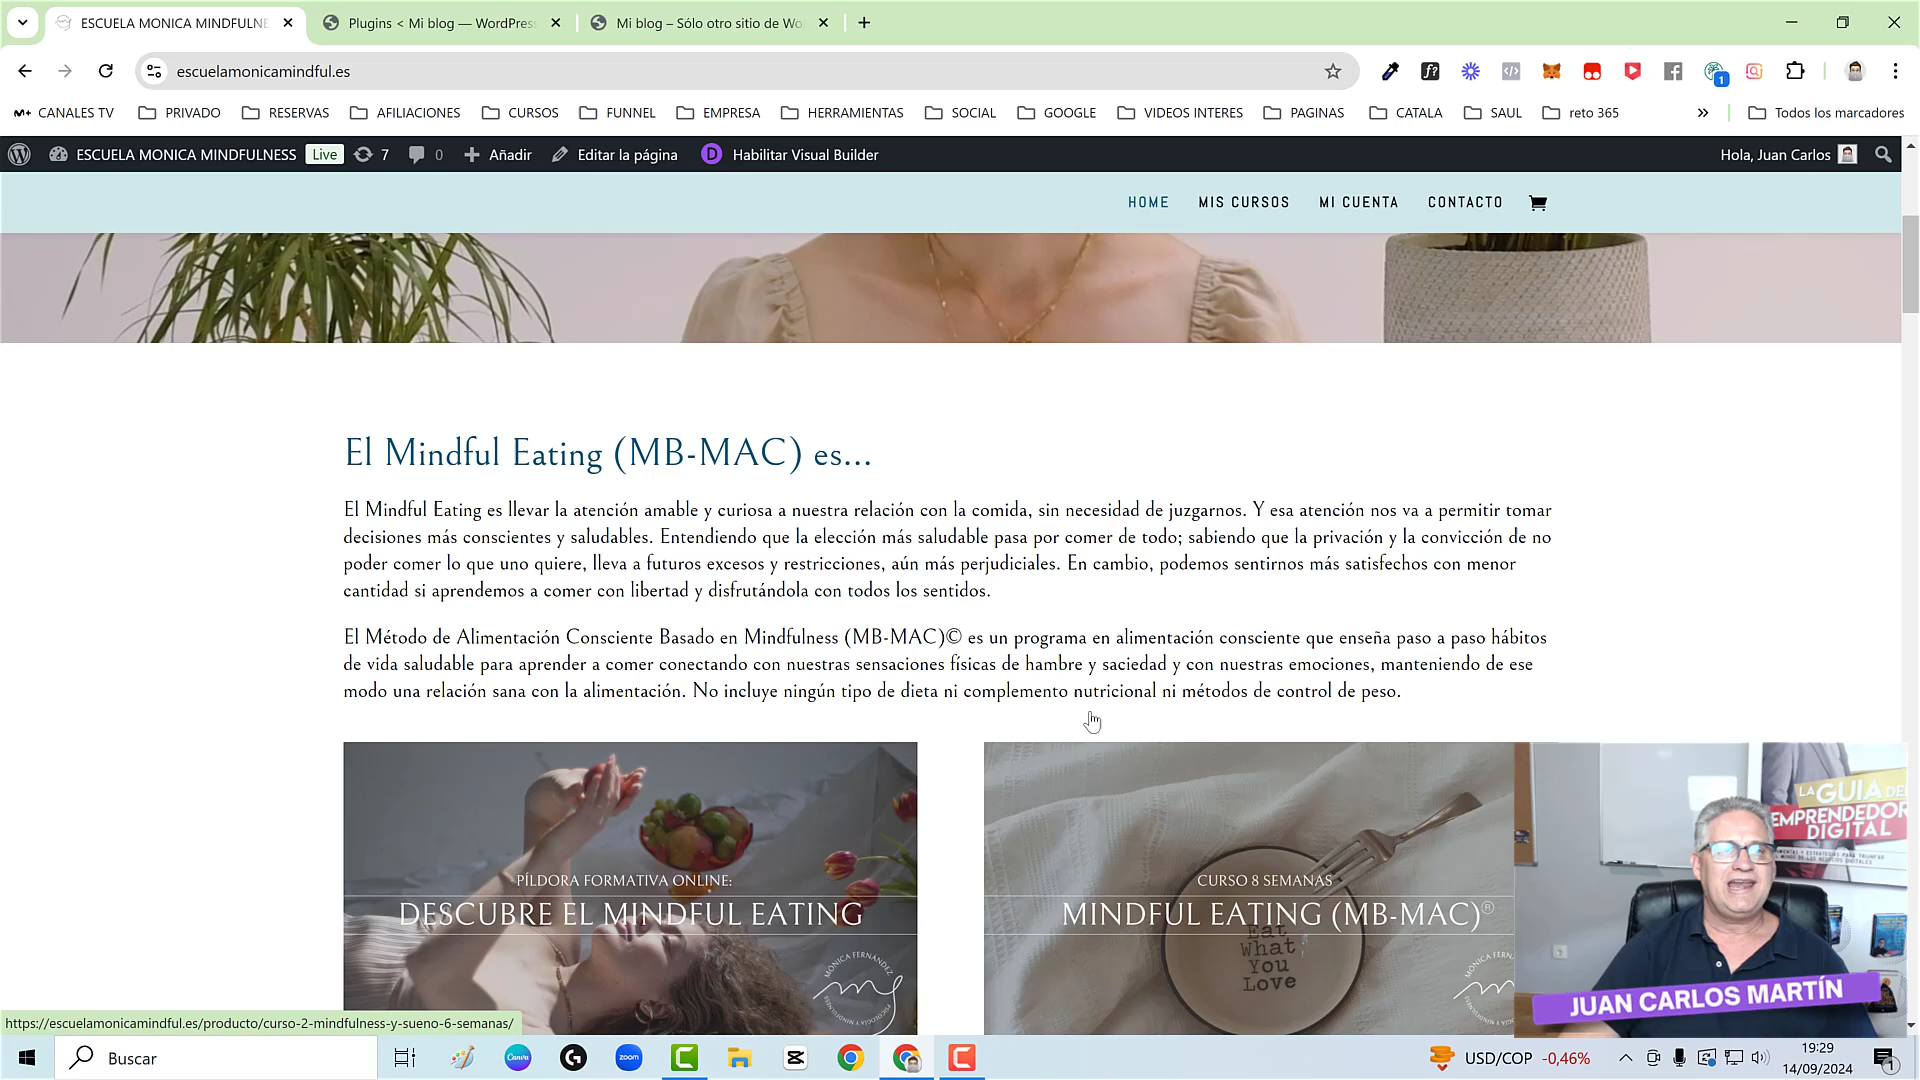 ESCUELA MONICA MINDFULNE
Plugins < Mi blog — WordPress
Mi blog – Sólo otro sitio de Wo
escuelamonicamindful.es
M+ CANALES TV
PRIVADO
RESERVAS
AFILIACIONES
CURSOS
FUNNEL
EMPRESA
HERRAMIENTAS
SOCIAL
GOOGLE
VIDEOS INTERES
PAGINAS
CATALA
SAUL
reto 365
»
Todos los marcadores
ESCUELA MONICA MINDFULNESS
Live
7
0
Añadir
Editar la página
D
Habilitar Visual Builder
Hola, Juan Carlos
HOME
MIS CURSOS
MI CUENTA
CONTACTO
El Mindful Eating (MB-MAC) es...
El Mindful Eating es llevar la atención amable y curiosa a nuestra relación con la comida, sin necesidad de juzgarnos. Y esa atención nos va a permitir tomar
decisiones más conscientes y saludables. Entendiendo que la elección más saludable pasa por comer de todo; sabiendo que la privación y la convicción de no
poder comer lo que uno quiere, lleva a futuros excesos y restricciones, aún más perjudiciales. En cambio, podemos sentirnos más satisfechos con menor
cantidad si aprendemos a comer con libertad y disfrutándola con todos los sentidos.
El Método de Alimentación Consciente Basado en Mindfulness (MB-MAC)© es un programa en alimentación consciente que enseña paso a paso hábitos
de vida saludable para aprender a comer conectando con nuestras sensaciones físicas de hambre y saciedad y con nuestras emociones, manteniendo de ese
modo una relación sana con la alimentación. No incluye ningún tipo de dieta ni complemento nutricional ni métodos de control de peso.
PÍLDORA FORMATIVA ONLINE:
DESCUBRE EL MINDFUL EATING
MONICA FERNÁNDEZ
CURSO 8 SEMANAS
MINDFUL EATING (MB-MAC)®
Eat
What
You
Love
MONICA FERN
LA GUIA DEL
EMPRENDEDOR
DIGITAL
JUAN CARLOS MARTÍN
https://escuelamonicamindful.es/producto/curso-2-mindfulness-y-sueno-6-semanas/
Buscar
Canva
zoom
USD/COP -0,46%
19:29
14/09/2024
1